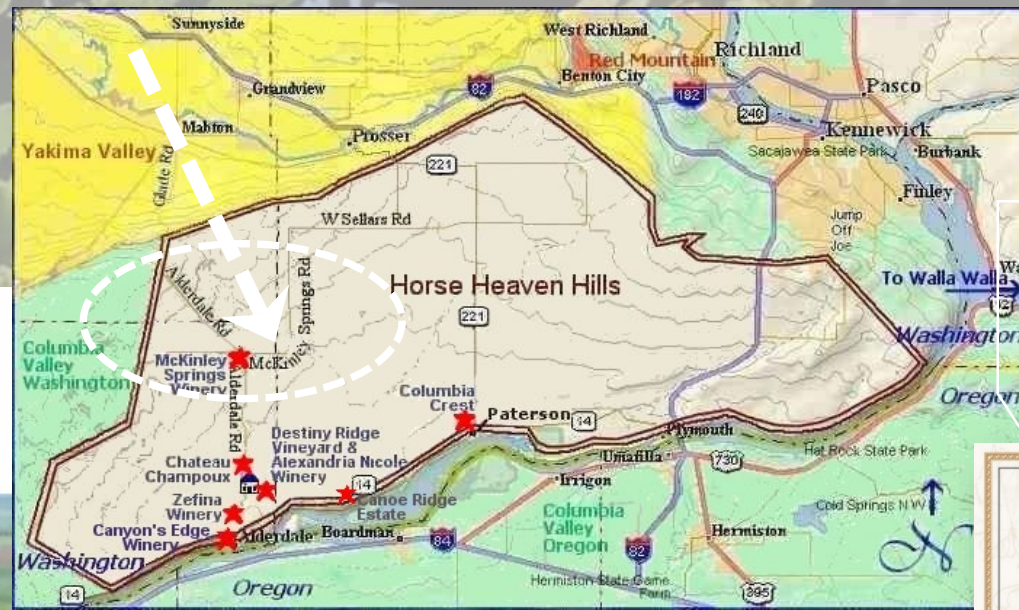 Sunnyside
West Richland
Richland
Red Mountain
Benton City
Grandview
82
182
Pasco
240
Mabton
Prosser
Kennewick
Yakima Valley
Glade Rd
Sacajawea State Park
Burbank
221
Finley
W Sellars Rd
Jump
Off
Joe
Alderdale Rd
Springs Rd
Horse Heaven Hills
To Walla Walla
221
Washington
Columbia
Valley
Washington
McKinley
Springs
Winery
McKinley
Alderdale Rd
Columbia
Crest
Oregon
Paterson
14
Destiny Ridge
Vineyard &
Alexandria Nicole
Winery
Plymouth
Chateau
Champoux
Umatilla
730
Hat Rock State Park
14
Irrigon
Zefina
Winery
Canoe Ridge
Estate
Columbia
Valley
Oregon
Cold Springs NW
Canyon's Edge
Winery
Alderdale
Boardman
84
82
Hermiston
N
Washington
Oregon
14
Hermiston State Game
Farm
395